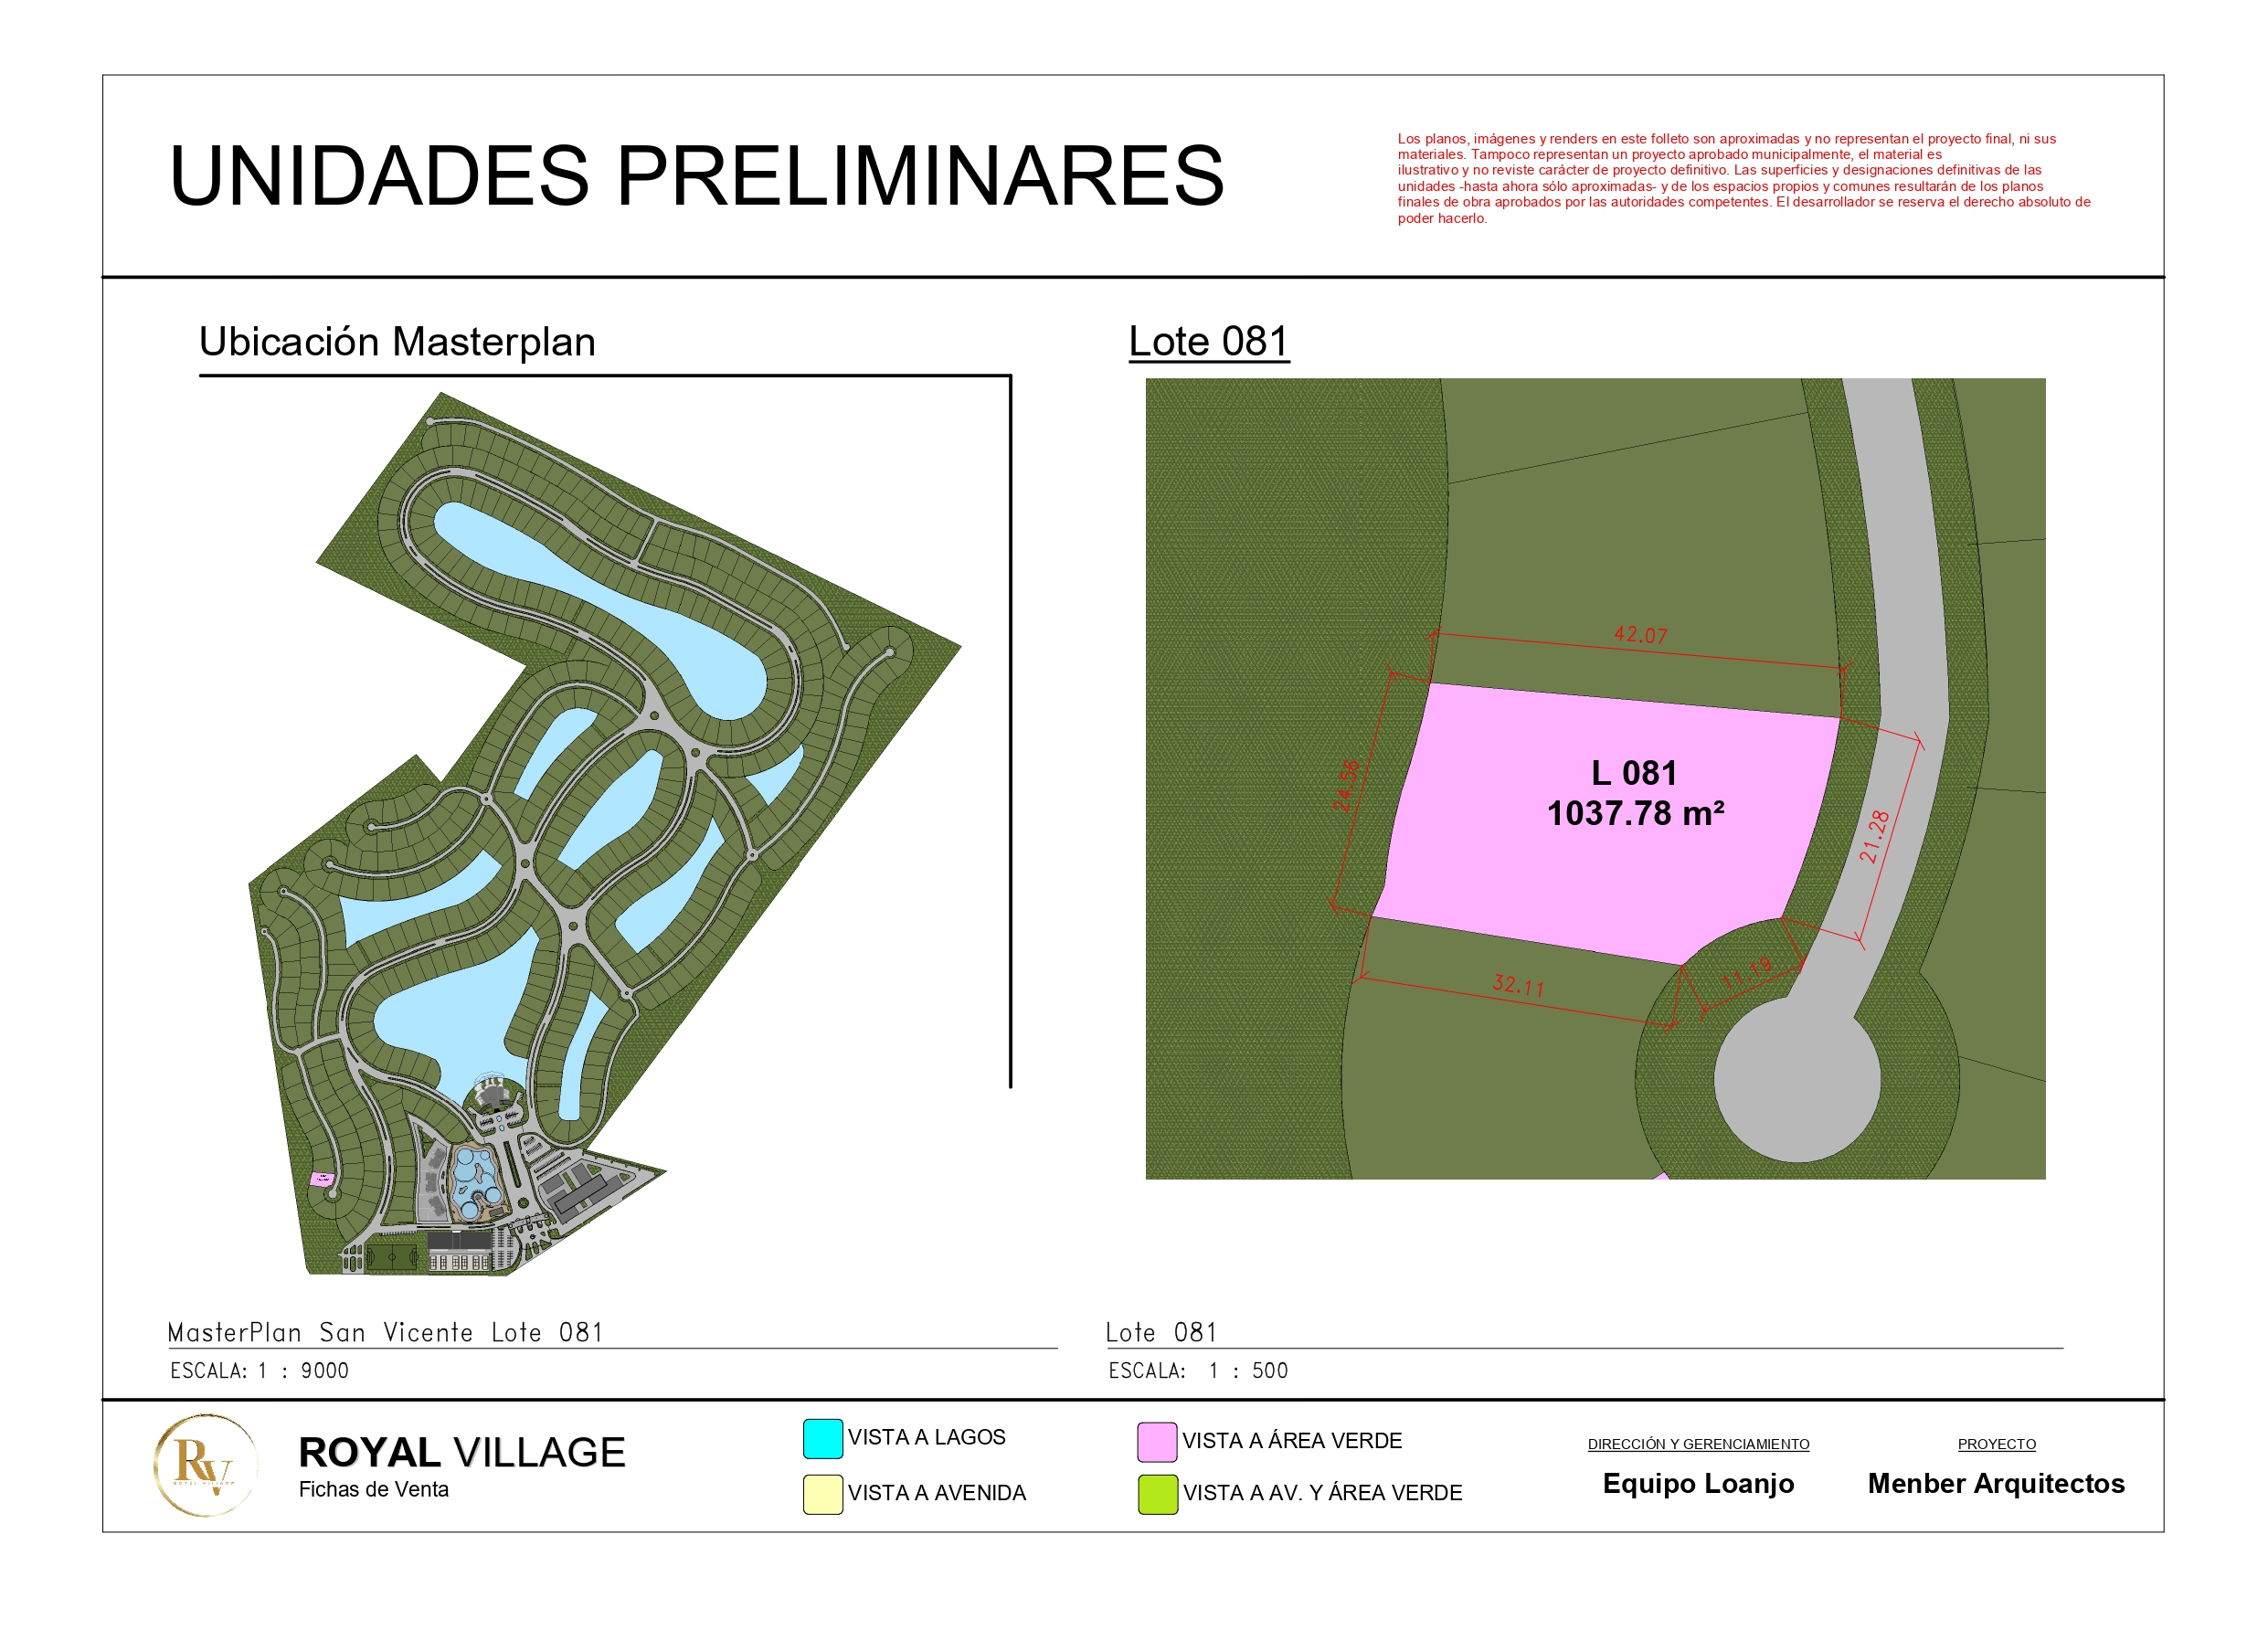 UNIDADES PRELIMINARES
Los planos, imágenes y renders en este folleto son aproximadas y no representan el proyecto final, ni sus
materiales. Tampoco representan un proyecto aprobado municipalmente, el material es
ilustrativo y no reviste carácter de proyecto definitivo. Las superficies y designaciones definitivas de las
unidades -hasta ahora sólo aproximadas- y de los espacios propios y comunes resultarán de los planos
finales de obra aprobados por las autoridades competentes. El desarrollador se reserva el derecho absoluto de
poder hacerlo.
Ubicación Masterplan
Lote 081
42.07
24.56
L 081
1037.78 m²
21.28
11.19
32.11
MasterPlan San Vicente Lote 081
ESCALA: 1 : 9000
Lote 081
ESCALA: 1 : 500
RV
ROYAL VILLAGE
ROYAL VILLAGE
Fichas de Venta
VISTA A LAGOS
VISTA A AVENIDA
VISTA A ÁREA VERDE
VISTA A AV. Y ÁREA VERDE
DIRECCIÓN Y GERENCIAMIENTO
Equipo Loanjo
PROYECTO
Menber Arquitectos